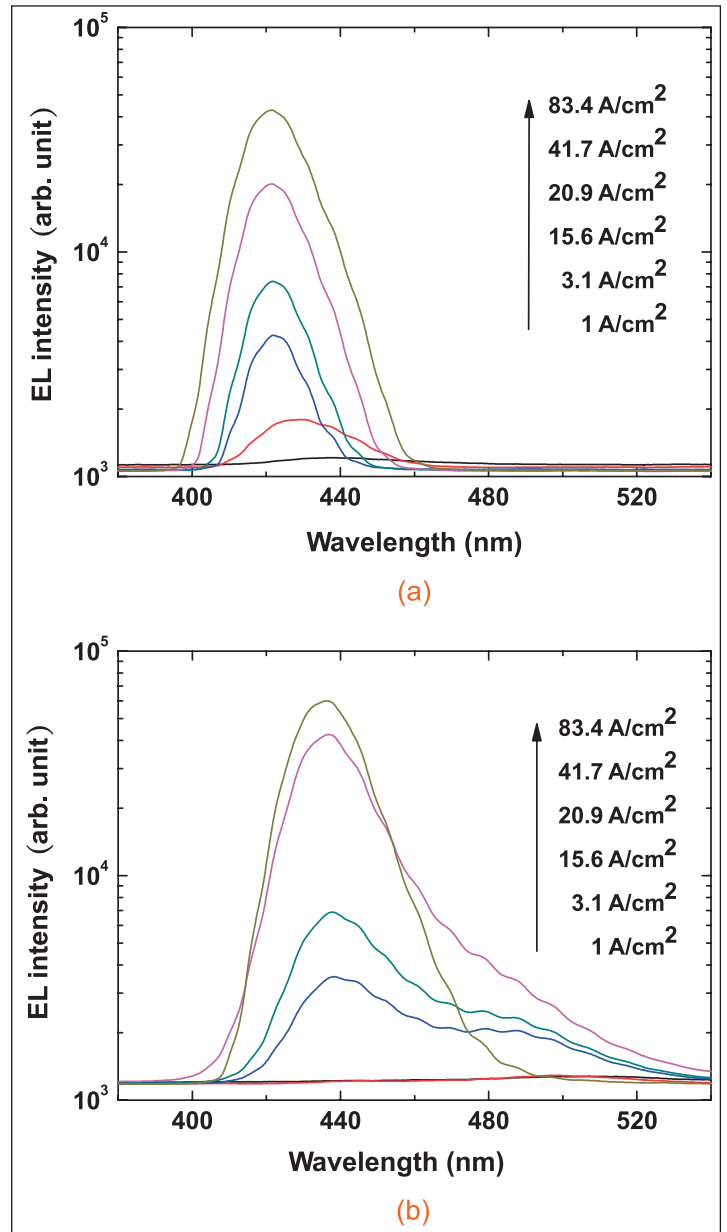 10^5
83.4 A/cm^2
41.7 A/cm^2
20.9 A/cm^2
15.6 A/cm^2
3.1 A/cm^2
1 A/cm^2
10^4
10^3
EL intensity (arb. unit)
400 440 480 520
Wavelength (nm)
(a)
10^5
83.4 A/cm^2
41.7 A/cm^2
20.9 A/cm^2
15.6 A/cm^2
3.1 A/cm^2
1 A/cm^2
10^4
10^3
EL intensity (arb. unit)
400 440 480 520
Wavelength (nm)
(b)